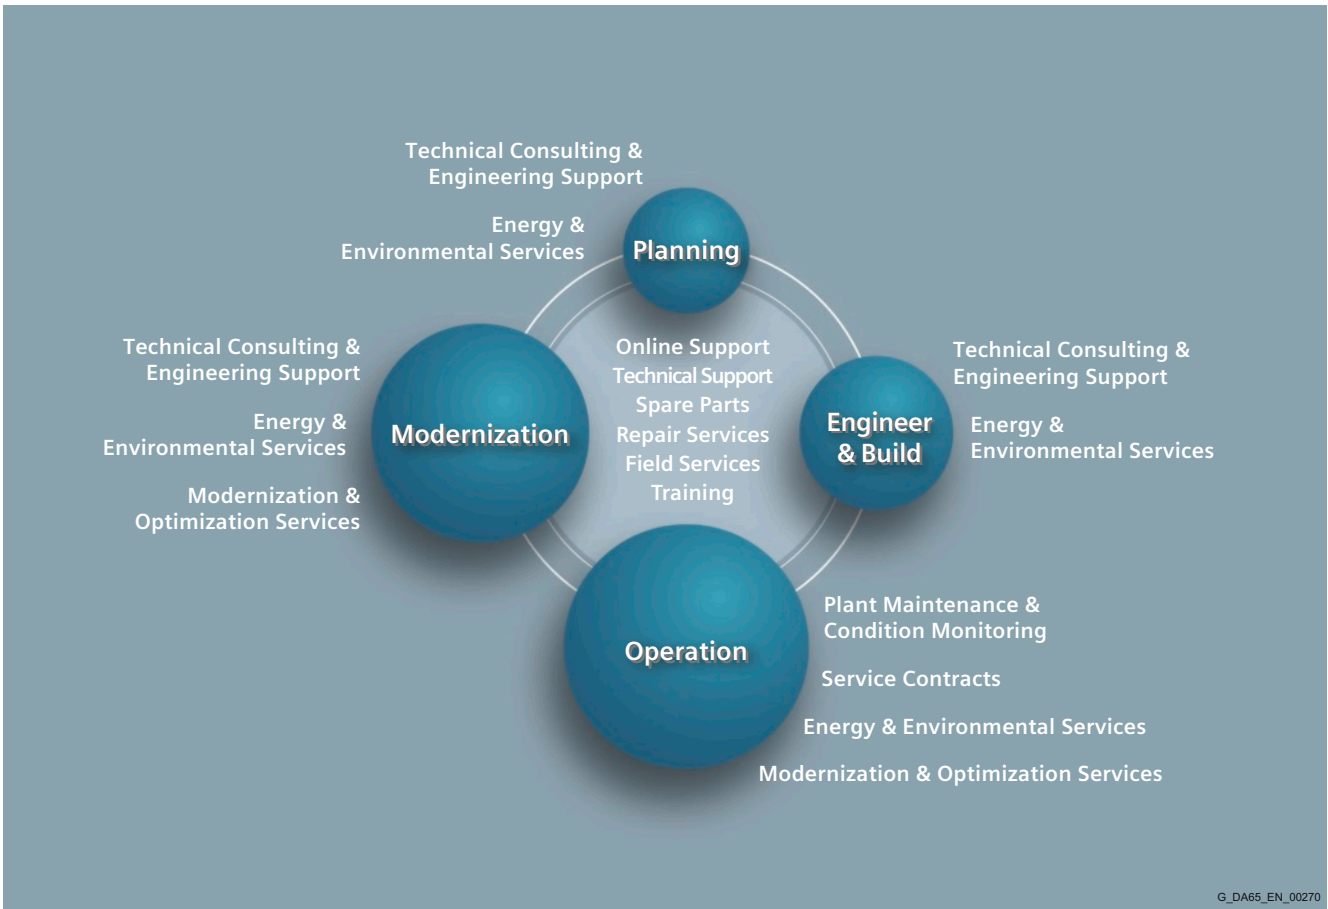 Technical Consulting &
Engineering Support
Energy &
Environmental Services
Planning
Technical Consulting &
Engineering Support
Energy &
Environmental Services
Modernization &
Optimization Services
Modernization
Online Support
Technical Support
Spare Parts
Repair Services
Field Services
Training
Engineer
& Build
Technical Consulting &
Engineering Support
Energy &
Environmental Services
Operation
Plant Maintenance &
Condition Monitoring
Service Contracts
Energy & Environmental Services
Modernization & Optimization Services
G_DA65_EN_00270